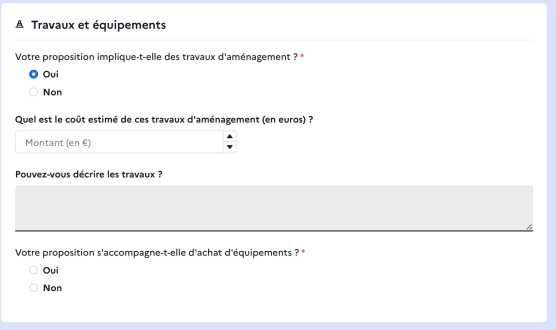 Travaux et équipements
Votre proposition implique-t-elle des travaux d'aménagement ? *
Oui
Non
Quel est le coût estimé de ces travaux d'aménagement (en euros) ?
Montant (en €)
Pouvez-vous décrire les travaux ?
Votre proposition s'accompagne-t-elle d'achat d'équipements ? *
Oui
Non